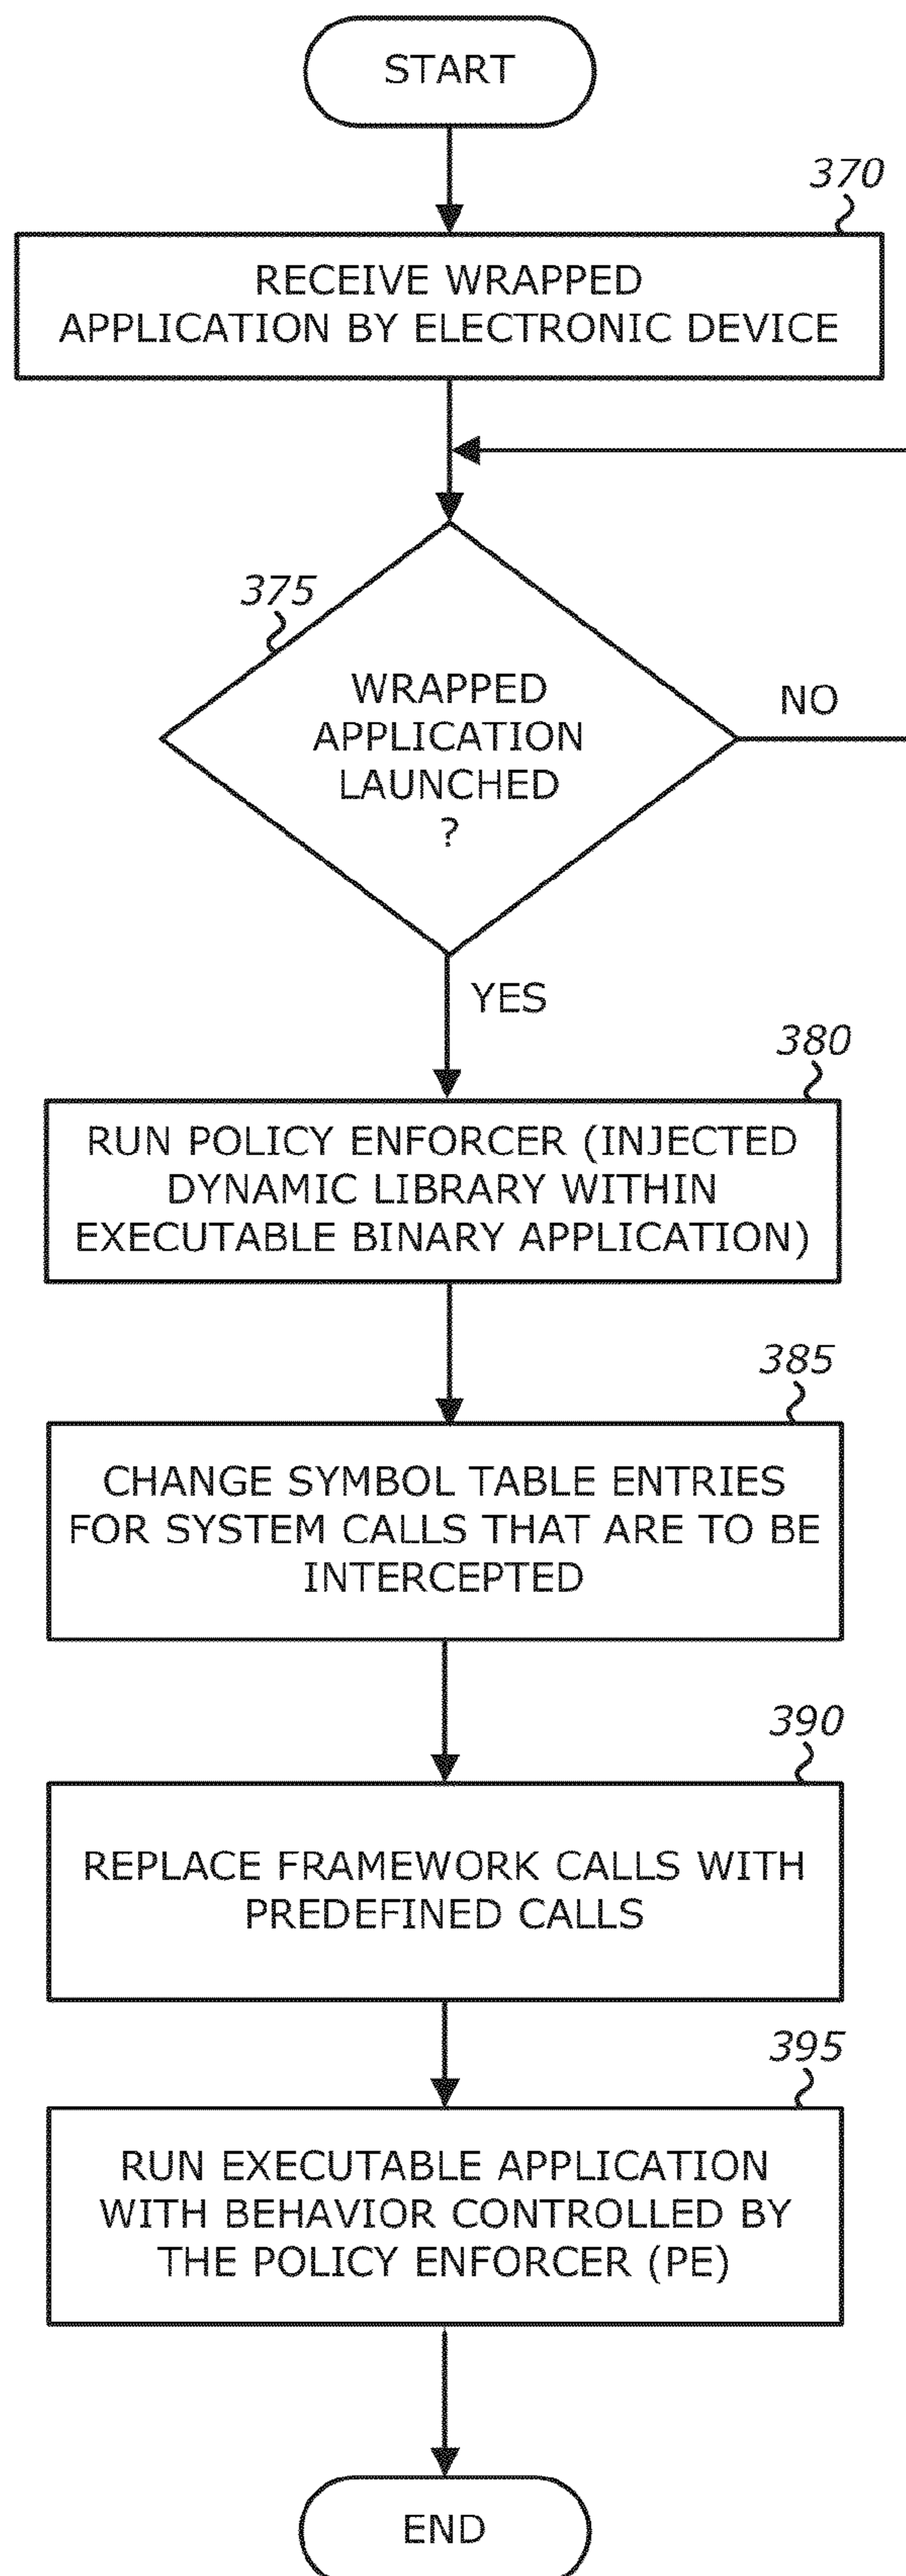 START
370
RECEIVE WRAPPED
APPLICATION BY ELECTRONIC DEVICE
375
WRAPPED
APPLICATION
LAUNCHED
?
NO
YES
380
RUN POLICY ENFORCER (INJECTED
DYNAMIC LIBRARY WITHIN
EXECUTABLE BINARY APPLICATION)
385
CHANGE SYMBOL TABLE ENTRIES
FOR SYSTEM CALLS THAT ARE TO BE
INTERCEPTED
390
REPLACE FRAMEWORK CALLS WITH
PREDEFINED CALLS
395
RUN EXECUTABLE APPLICATION
WITH BEHAVIOR CONTROLLED BY
THE POLICY ENFORCER (PE)
END